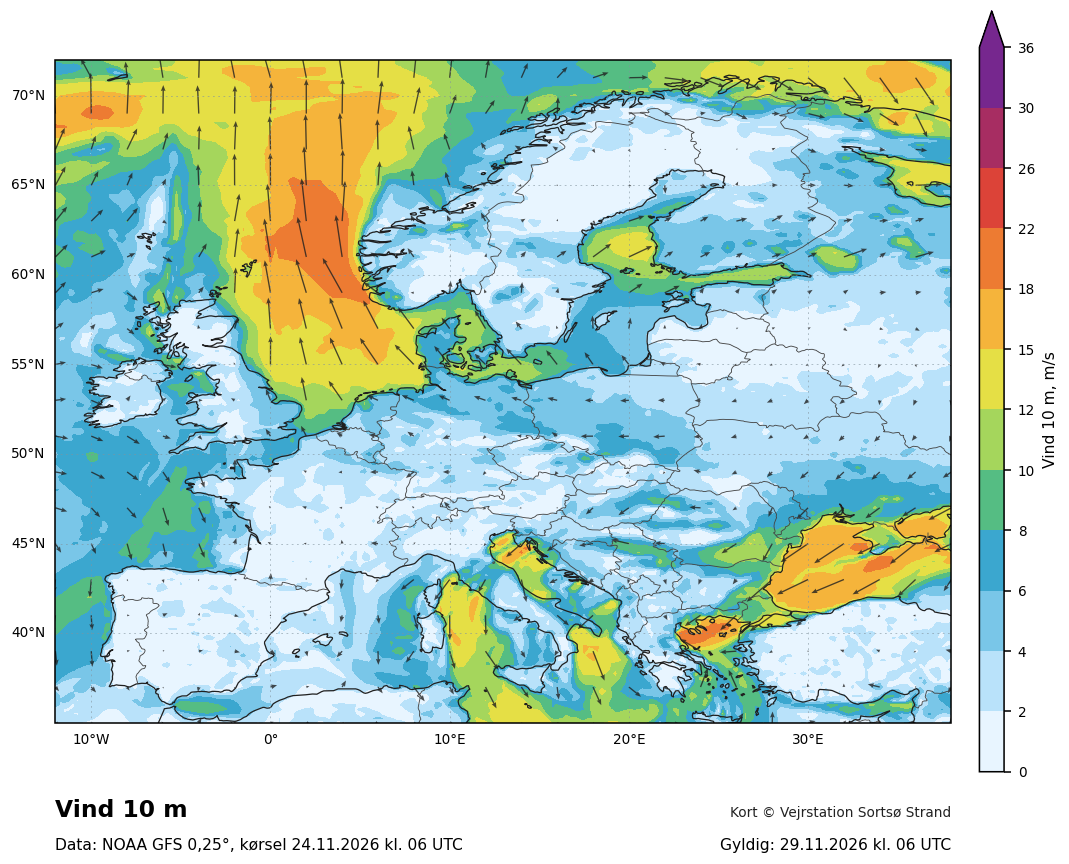 36
30
26
22
18
15
12
10
8
6
4
2
0
Vind 10 m, m/s
70°N
65°N
60°N
55°N
50°N
45°N
40°N
10°W
0°
10°E
20°E
30°E
Vind 10 m
Kort © Vejrstation Sortsø Strand
Data: NOAA GFS 0,25°, kørsel 24.11.2026 kl. 06 UTC
Gyldig: 29.11.2026 kl. 06 UTC